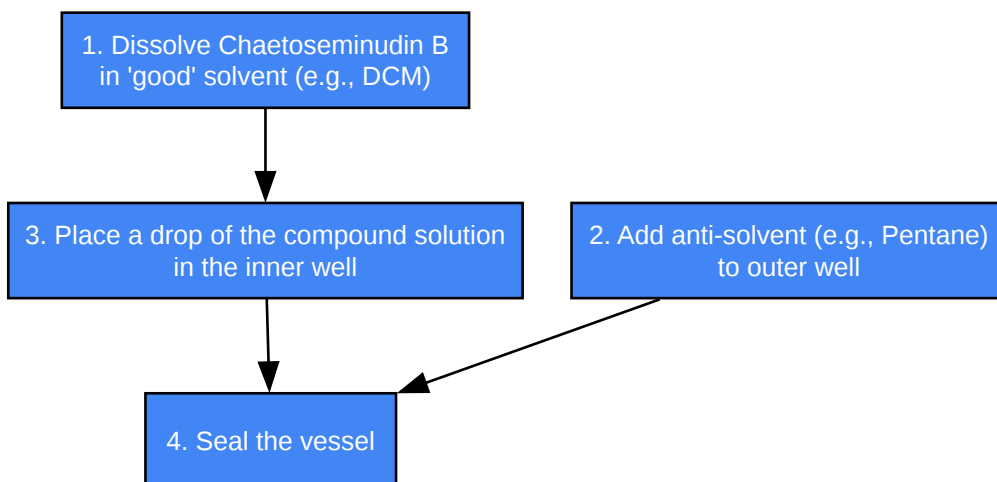 1. Dissolve Chaetoseminudin B
in 'good' solvent (e.g., DCM)
3. Place a drop of the compound solution
in the inner well
2. Add anti-solvent (e.g., Pentane)
to outer well
4. Seal the vessel